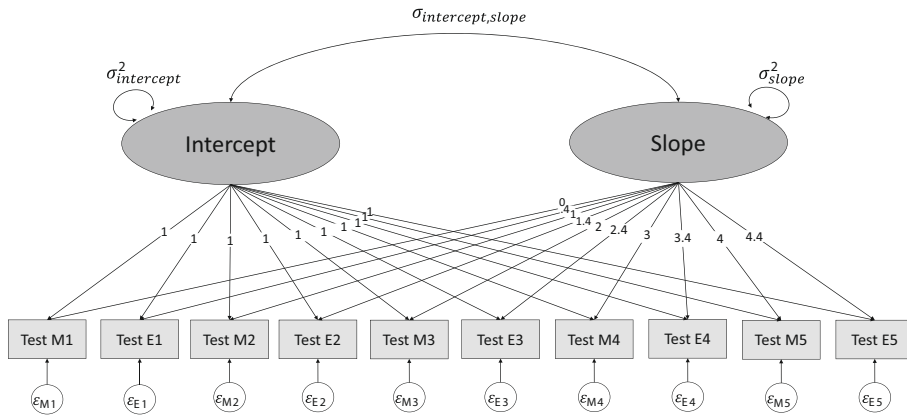 σintercept,slope
σ²intercept
σ²slope
Intercept
Slope
0
.4
1
1.4
2
2.4
3
3.4
4
4.4
1
1
1
1
1
1
1
1
1
1
Test M1
Test E1
Test M2
Test E2
Test M3
Test E3
Test M4
Test E4
Test M5
Test E5
εM1
εE1
εM2
εE2
εM3
εE3
εM4
εE4
εM5
εE5